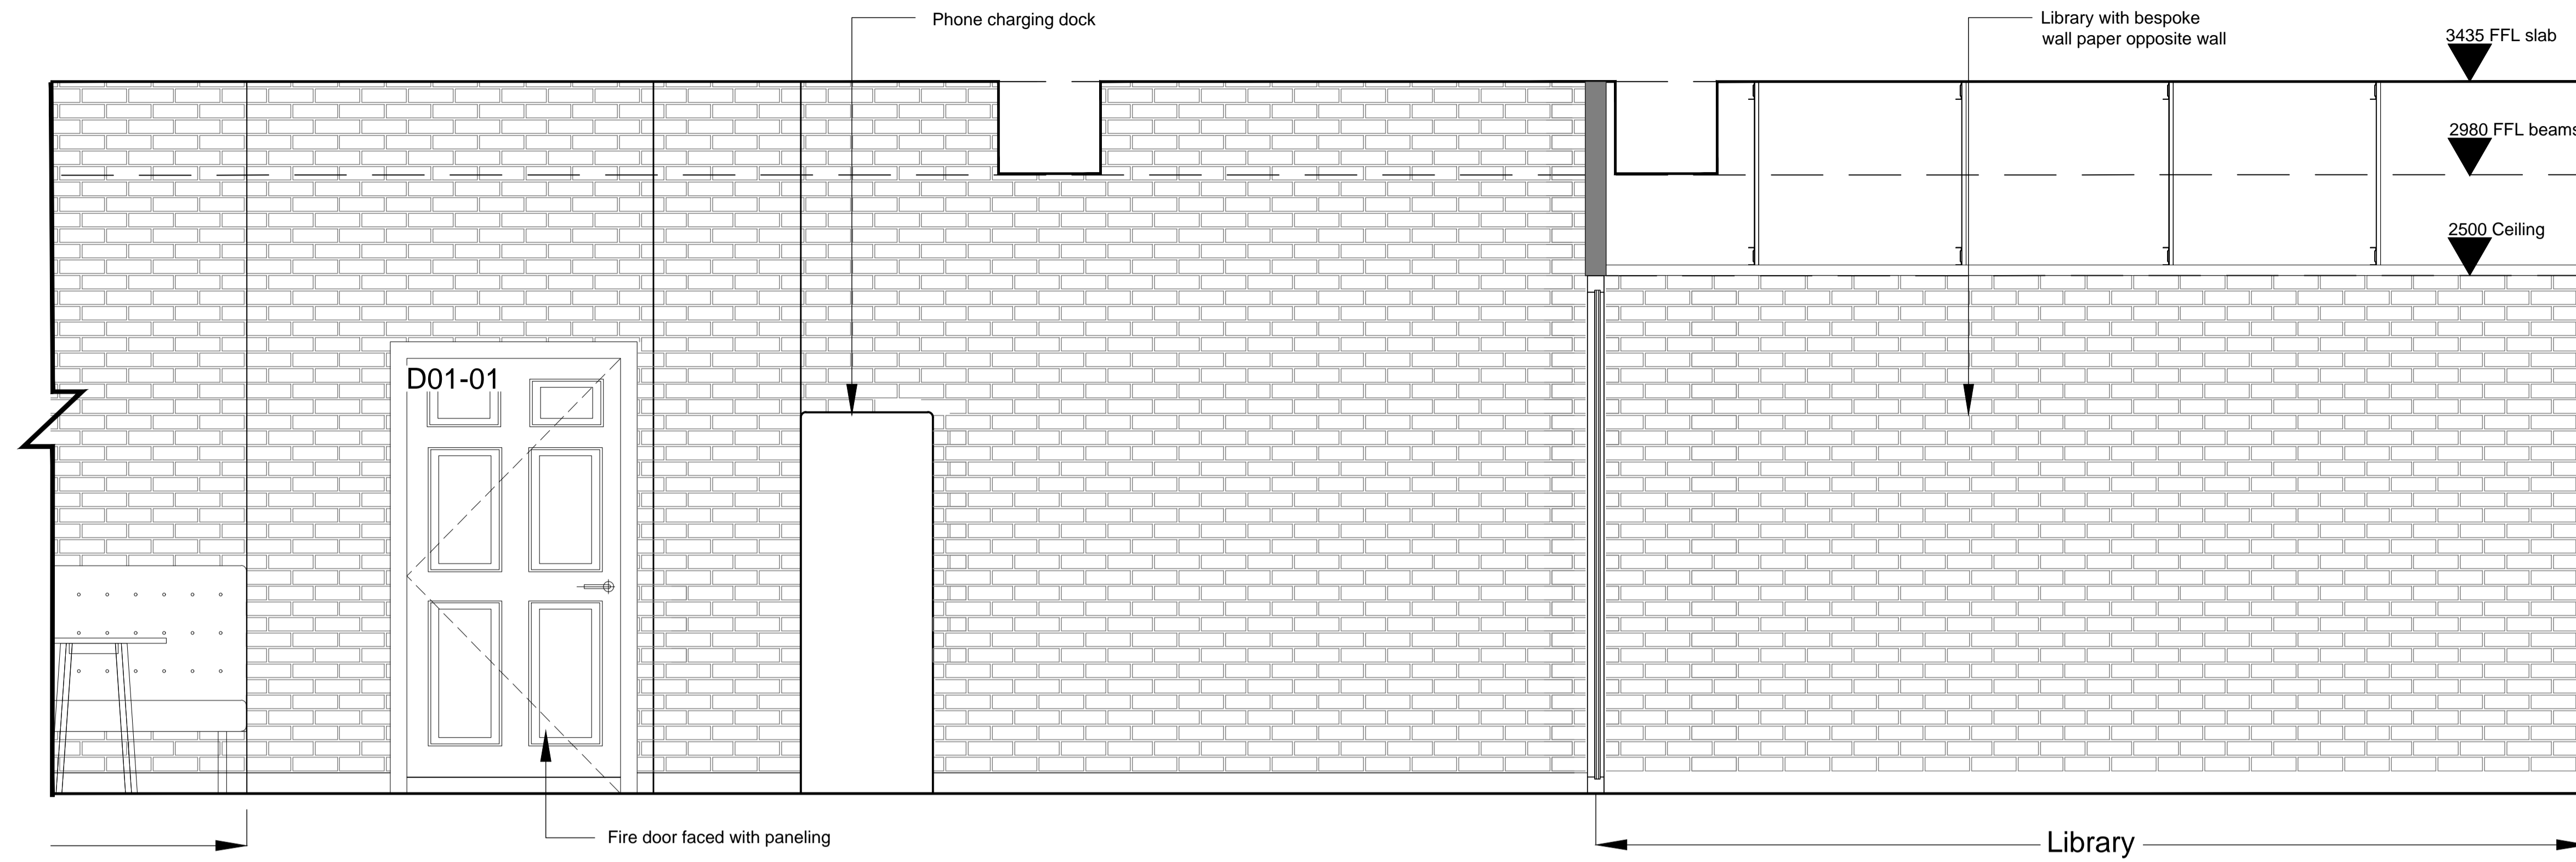 Phone charging dock
Library with bespoke
wall paper opposite wall
3435 FFL slab
2980 FFL beams
2500 Ceiling
D01-01
Fire door faced with paneling
Library